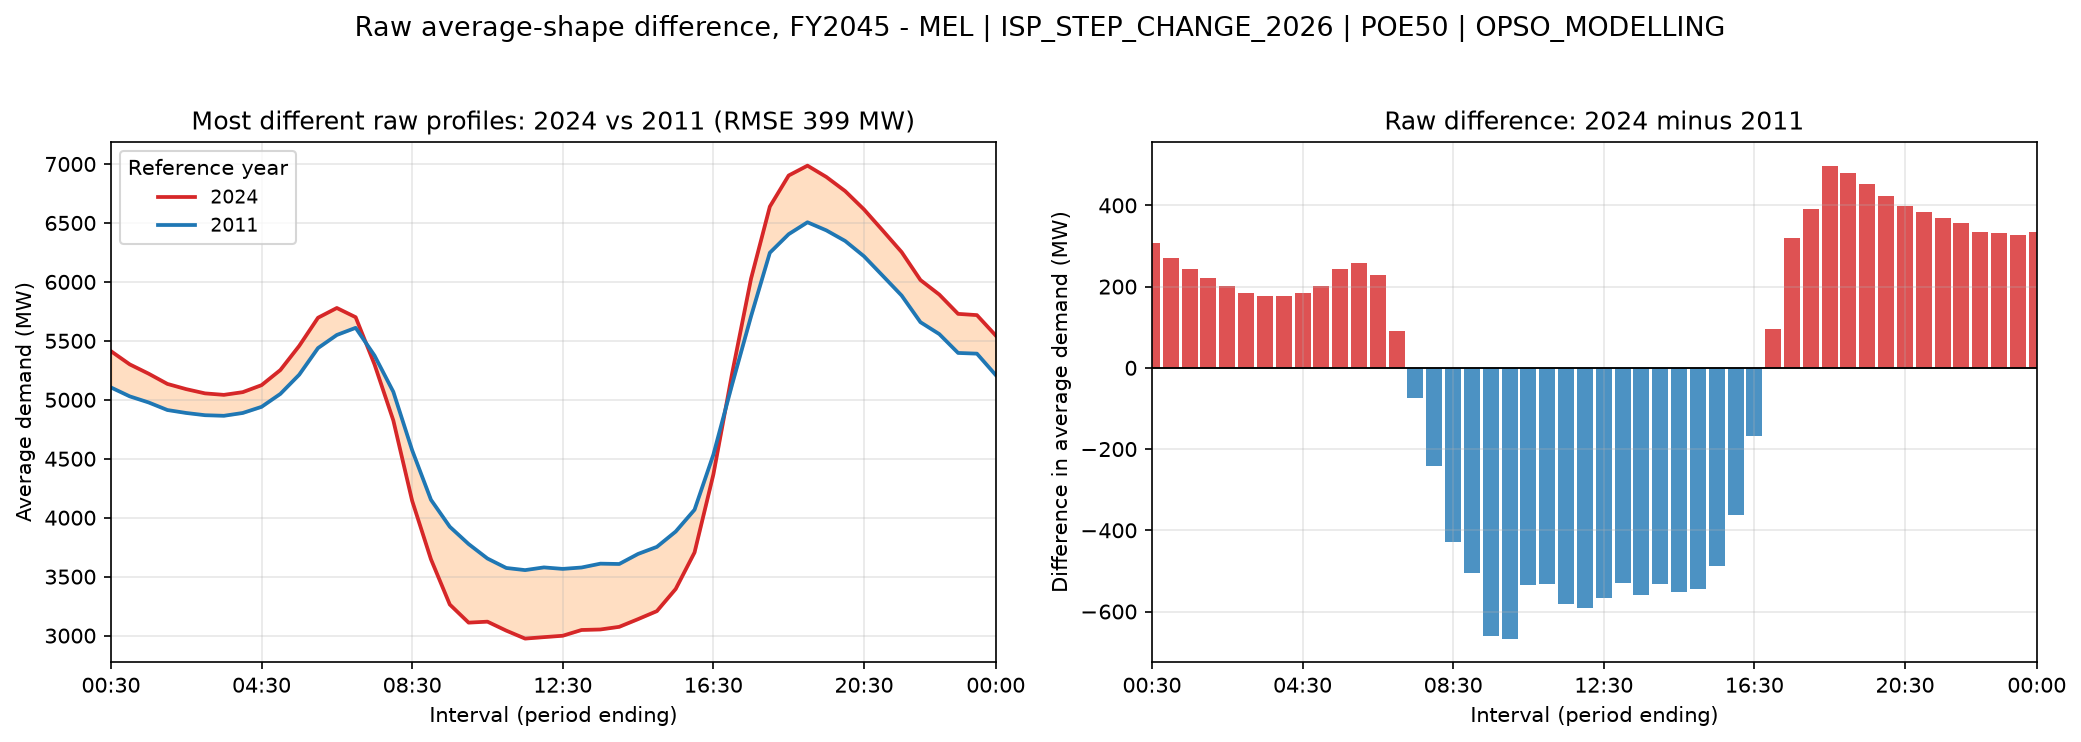 Raw average-shape difference, FY2045 - MEL | ISP_STEP_CHANGE_2026 | POE50 | OPSO_MODELLING
Most different raw profiles: 2024 vs 2011 (RMSE 399 MW)
Average demand (MW)
7000
6500
6000
5500
5000
4500
4000
3500
3000
Reference year
2024
2011
00:30 04:30 08:30 12:30 16:30 20:30 00:00
Interval (period ending)
Raw difference: 2024 minus 2011
Difference in average demand (MW)
400
200
0
−200
−400
−600
00:30 04:30 08:30 12:30 16:30 20:30 00:00
Interval (period ending)